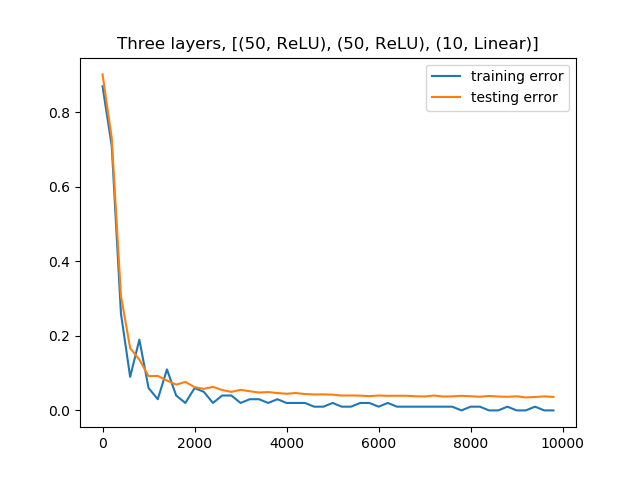 Three layers, [(50, ReLU), (50, ReLU), (10, Linear)]
training error
testing error
0.8
0.6
0.4
0.2
0.0
0 2000 4000 6000 8000 10000